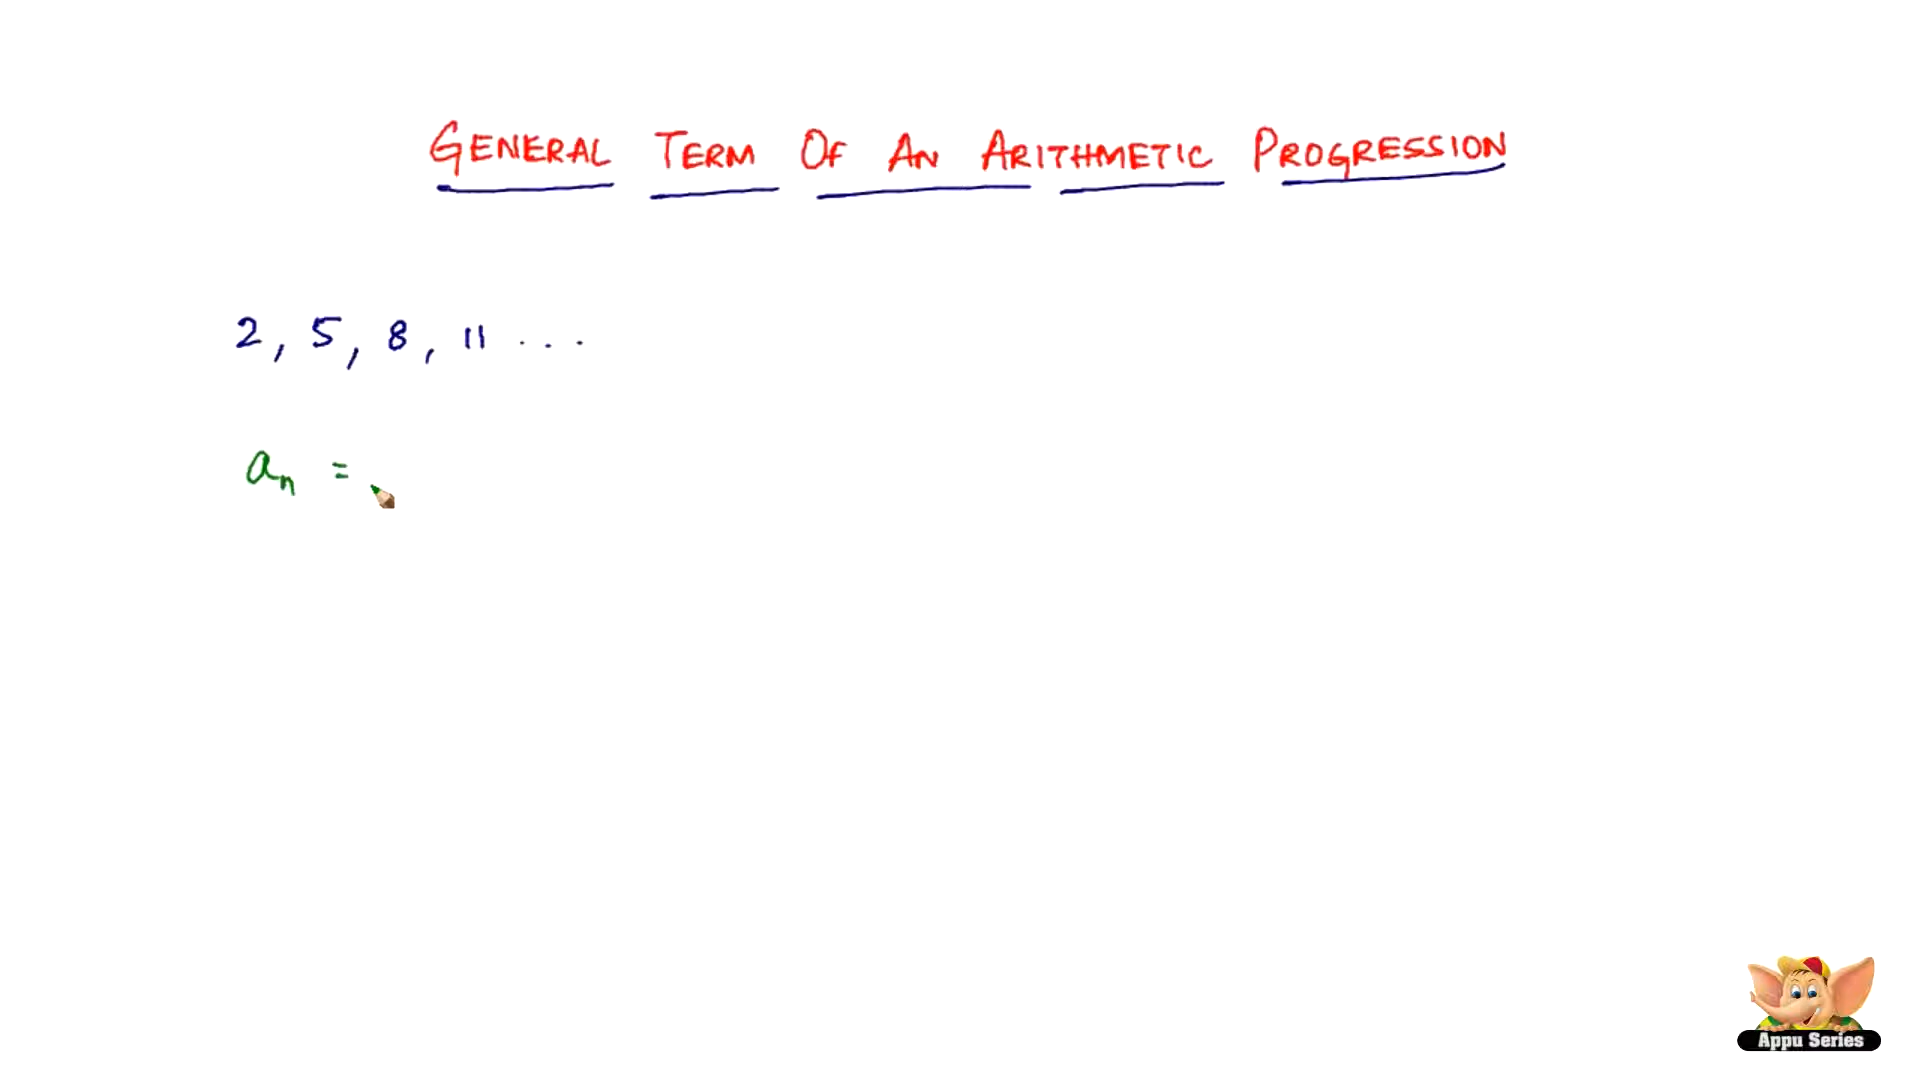 GENERAL TERM OF AN ARITHMETIC PROGRESSION
2, 5, 8, 11 ...
aₙ =
Appu Series